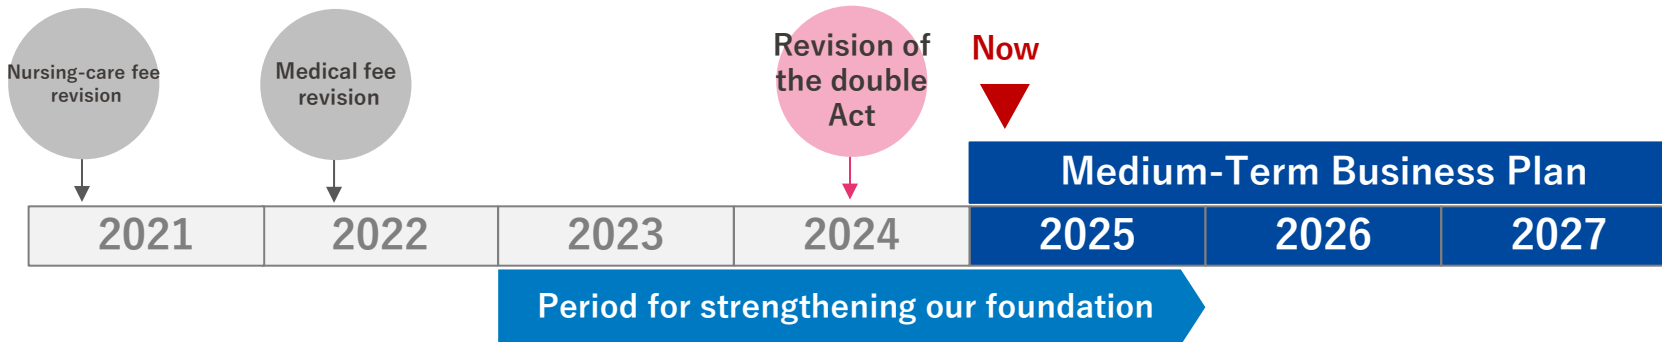 Nursing-care fee
revision
Medical fee
revision
Revision of
the double
Act
Now
Medium-Term Business Plan
2021
2022
2023
2024
2025
2026
2027
Period for strengthening our foundation